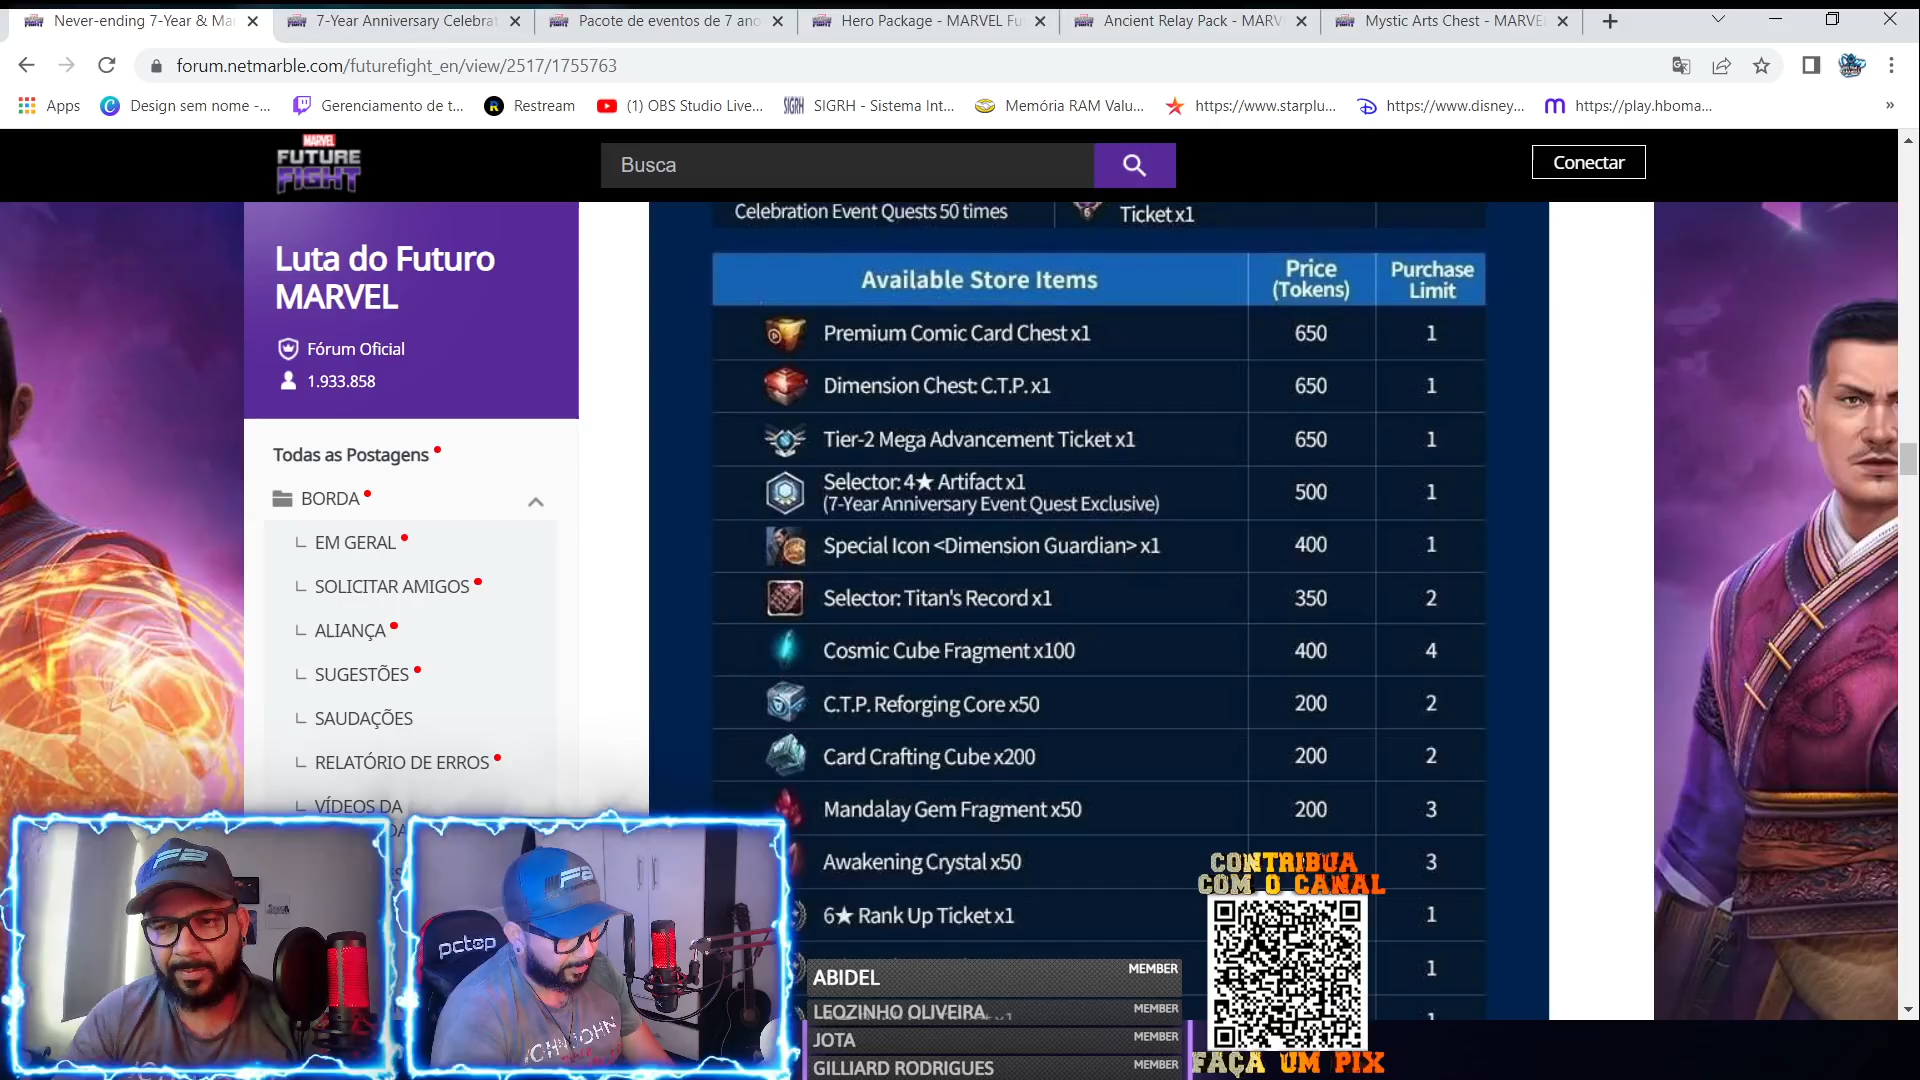 Never-ending 7-Year & Ma
7-Year Anniversary Celebrat
Pacote de eventos de 7 ano
Hero Package - MARVEL Fu
Ancient Relay Pack - MARV
Mystic Arts Chest - MARVE
forum.netmarble.com/futurefight_en/view/2517/1755763
Apps
Design sem nome -...
Gerenciamento de t...
Restream
(1) OBS Studio Live...
SIGRH - Sistema Int...
Memória RAM Valu...
https://www.starplu...
https://www.disney...
https://play.hboma...
MARVEL
FUTURE
FIGHT
Busca
Conectar
Luta do Futuro
MARVEL
Fórum Oficial
1.933.858
Todas as Postagens
BORDA
EM GERAL
SOLICITAR AMIGOS
ALIANÇA
SUGESTÕES
SAUDAÇÕES
RELATÓRIO DE ERROS
VÍDEOS DA
Celebration Event Quests 50 times
Ticket x1
Available Store Items
Price
(Tokens)
Purchase
Limit
Premium Comic Card Chest x1 650 1
Dimension Chest: C.T.P. x1 650 1
Tier-2 Mega Advancement Ticket x1 650 1
Selector: 4★ Artifact x1
(7-Year Anniversary Event Quest Exclusive) 500 1
Special Icon <Dimension Guardian> x1 400 1
Selector: Titan's Record x1 350 2
Cosmic Cube Fragment x100 400 4
C.T.P. Reforging Core x50 200 2
Card Crafting Cube x200 200 2
Mandalay Gem Fragment x50 200 3
Awakening Crystal x50 3
6★ Rank Up Ticket x1 1
1
1
CONTRIBUA
COM O CANAL
FAÇA UM PIX
ABIDEL MEMBER
LEOZINHO OLIVEIRA MEMBER
JOTA MEMBER
GILLIARD RODRIGUES MEMBER
pctop